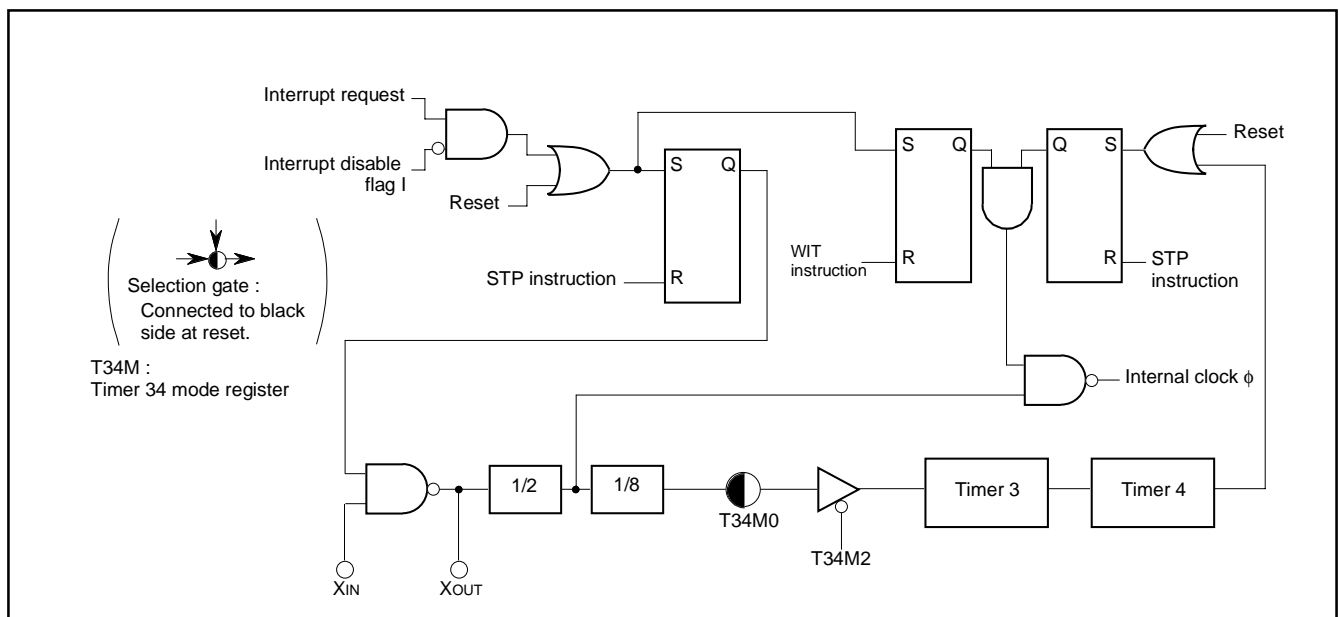 Interrupt request
Interrupt disable
flag I
Reset
S
Q
STP instruction
R
S
Q
WIT
instruction
R
Q
S
Reset
R
STP
instruction
Selection gate :
Connected to black
side at reset.
T34M :
Timer 34 mode register
Internal clock ϕ
1/2
1/8
T34M0
T34M2
Timer 3
Timer 4
XIN
XOUT